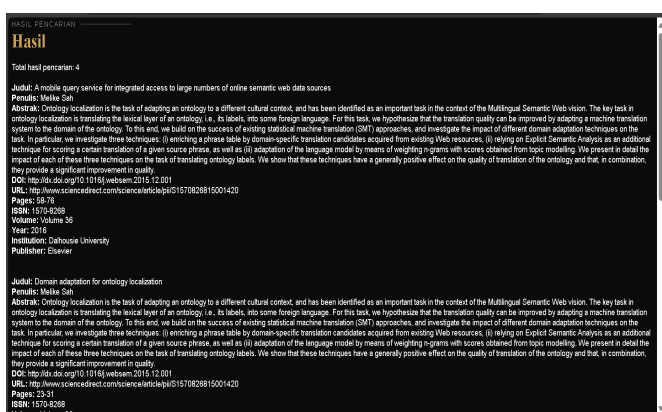 HASIL PENCARIAN
Hasil
Total hasil pencarian: 4
Judul: A mobile query service for integrated access to large numbers of online semantic web data sources
Penulis: Melike Sah
Abstrak: Ontology localization is the task of adapting an ontology to a different cultural context, and has been identified as an important task in the context of the Multilingual Semantic Web vision. The key task in
ontology localization is translating the lexical layer of an ontology, i.e., its labels, into some foreign language. For this task, we hypothesize that the translation quality can be improved by adapting a machine translation
system to the domain of the ontology. To this end, we build on the success of existing statistical machine translation (SMT) approaches, and investigate the impact of different domain adaptation techniques on the
task. In particular, we investigate three techniques: (i) enriching a phrase table by domain-specific translation candidates acquired from existing Web resources, (ii) relying on Explicit Semantic Analysis as an additional
technique for scoring a certain translation of a given source phrase, as well as (iii) adaptation of the language model by means of weighting n-grams with scores obtained from topic modelling. We present in detail the
impact of each of these three techniques on the task of translating ontology labels. We show that these techniques have a generally positive effect on the quality of translation of the ontology and that, in combination,
they provide a significant improvement in quality.
DOI: http://dx.doi.org/10.1016/j.websem.2015.12.001
URL: http://www.sciencedirect.com/science/article/pii/S1570826815001420
Pages: 58-76
ISSN: 1570-8268
Volume: Volume 36
Year: 2016
Institution: Dalhousie University
Publisher: Elsevier
Judul: Domain adaptation for ontology localization
Penulis: Melike Sah
Abstrak: Ontology localization is the task of adapting an ontology to a different cultural context, and has been identified as an important task in the context of the Multilingual Semantic Web vision. The key task in
ontology localization is translating the lexical layer of an ontology, i.e., its labels, into some foreign language. For this task, we hypothesize that the translation quality can be improved by adapting a machine translation
system to the domain of the ontology. To this end, we build on the success of existing statistical machine translation (SMT) approaches, and investigate the impact of different domain adaptation techniques on the
task. In particular, we investigate three techniques: (i) enriching a phrase table by domain-specific translation candidates acquired from existing Web resources, (ii) relying on Explicit Semantic Analysis as an additional
technique for scoring a certain translation of a given source phrase, as well as (iii) adaptation of the language model by means of weighting n-grams with scores obtained from topic modelling. We present in detail the
impact of each of these three techniques on the task of translating ontology labels. We show that these techniques have a generally positive effect on the quality of translation of the ontology and that, in combination,
they provide a significant improvement in quality.
DOI: http://dx.doi.org/10.1016/j.websem.2015.12.001
URL: http://www.sciencedirect.com/science/article/pii/S1570826815001420
Pages: 23-31
ISSN: 1570-8268